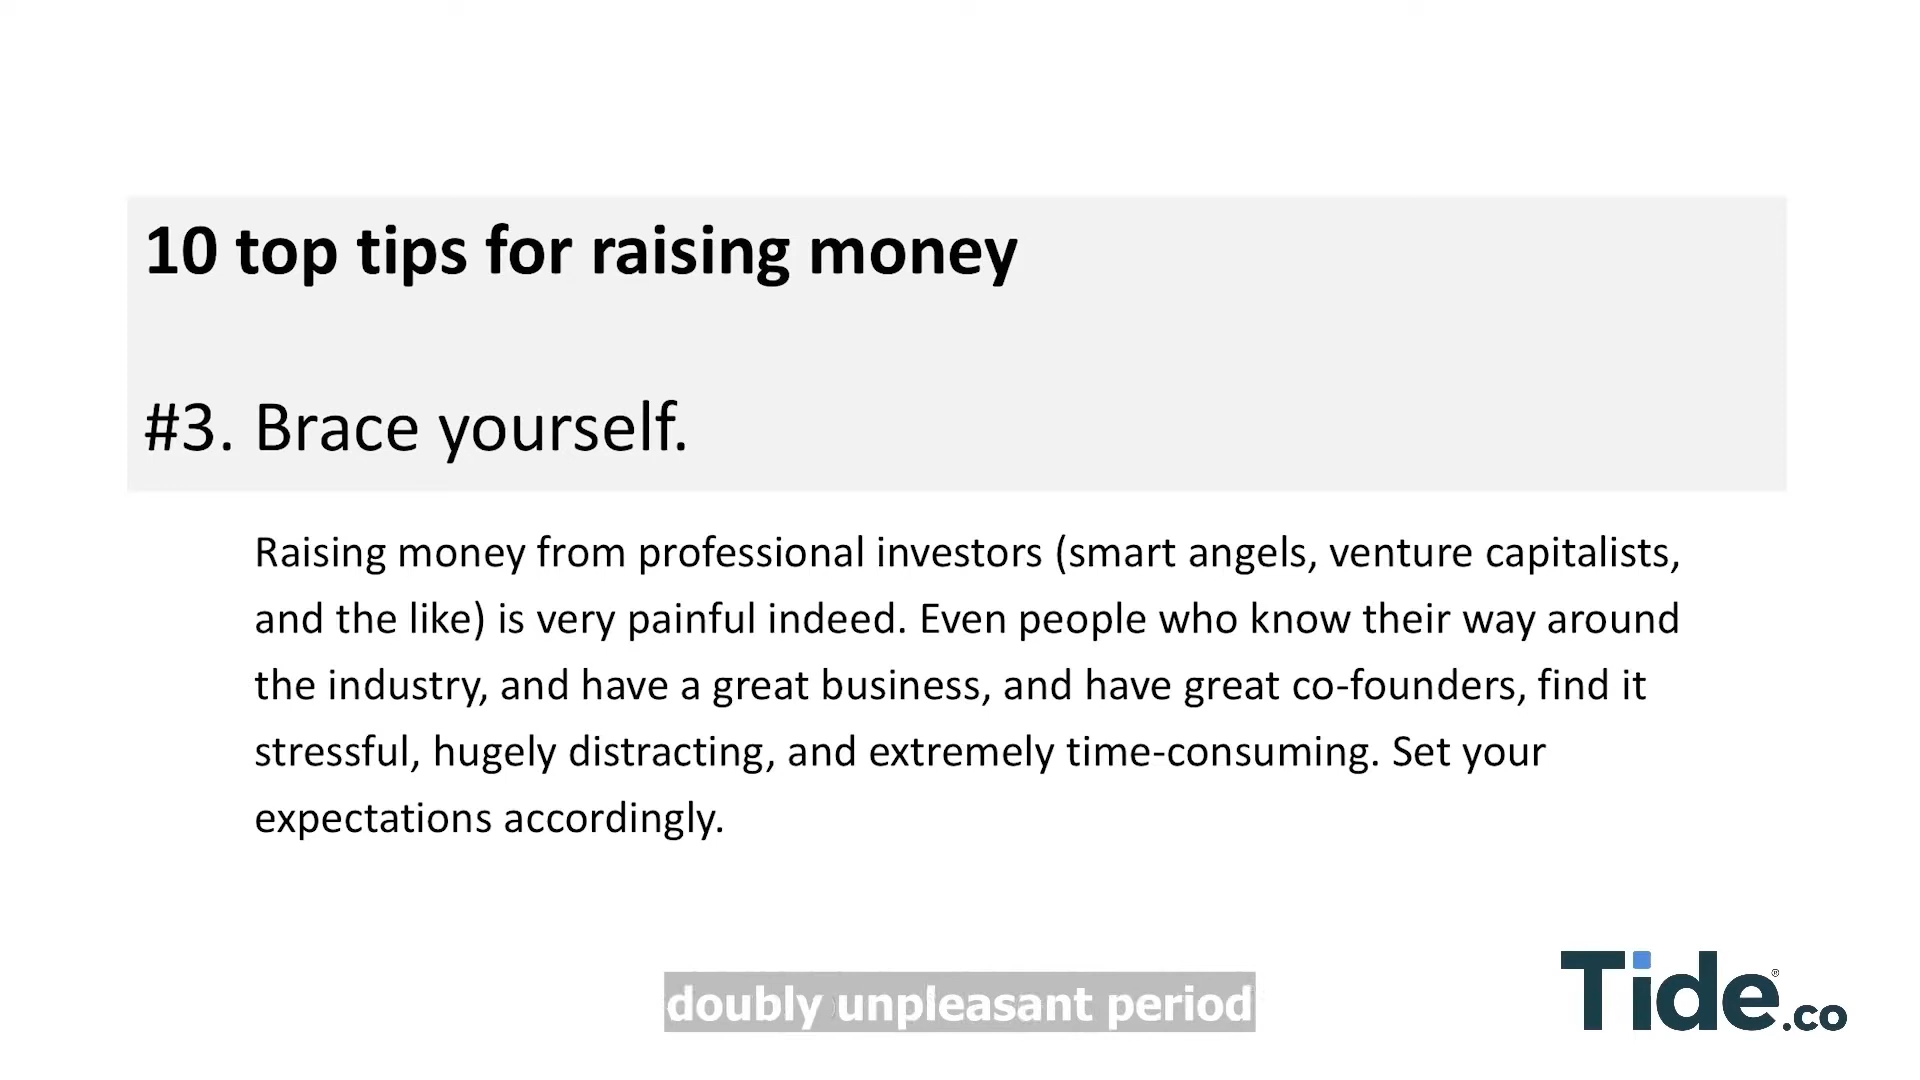 10 top tips for raising money
#3. Brace yourself.
Raising money from professional investors (smart angels, venture capitalists,
and the like) is very painful indeed. Even people who know their way around
the industry, and have a great business, and have great co-founders, find it
stressful, hugely distracting, and extremely time-consuming. Set your
expectations accordingly.
doubly unpleasant period
Tide®.co